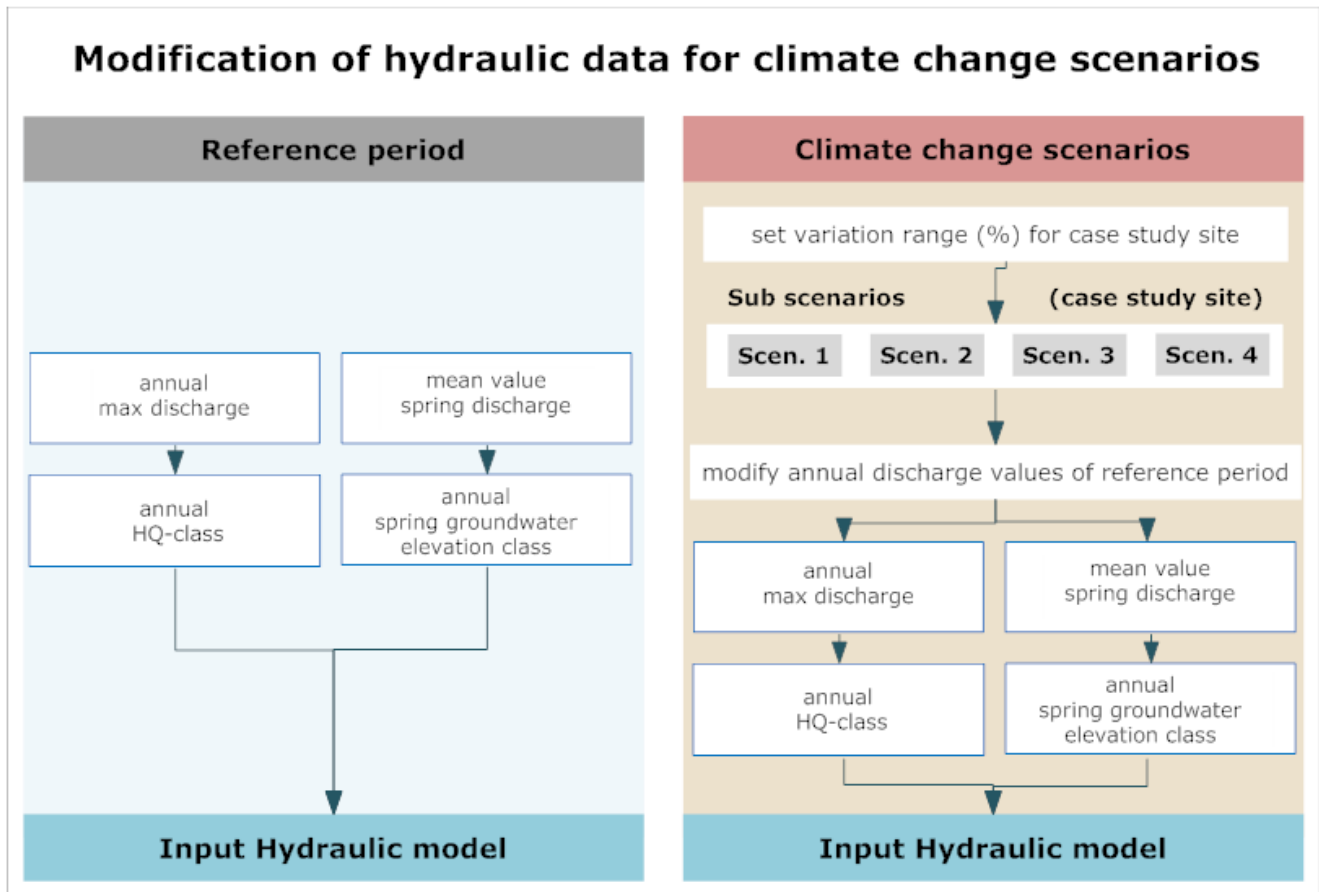 Modification of hydraulic data for climate change scenarios
Reference period
annual
max discharge
mean value
spring discharge
annual
HQ-class
annual
spring groundwater
elevation class
Input Hydraulic model
Climate change scenarios
set variation range (%) for case study site
Sub scenarios (case study site)
Scen. 1 Scen. 2 Scen. 3 Scen. 4
modify annual discharge values of reference period
annual
max discharge
mean value
spring discharge
annual
HQ-class
annual
spring groundwater
elevation class
Input Hydraulic model